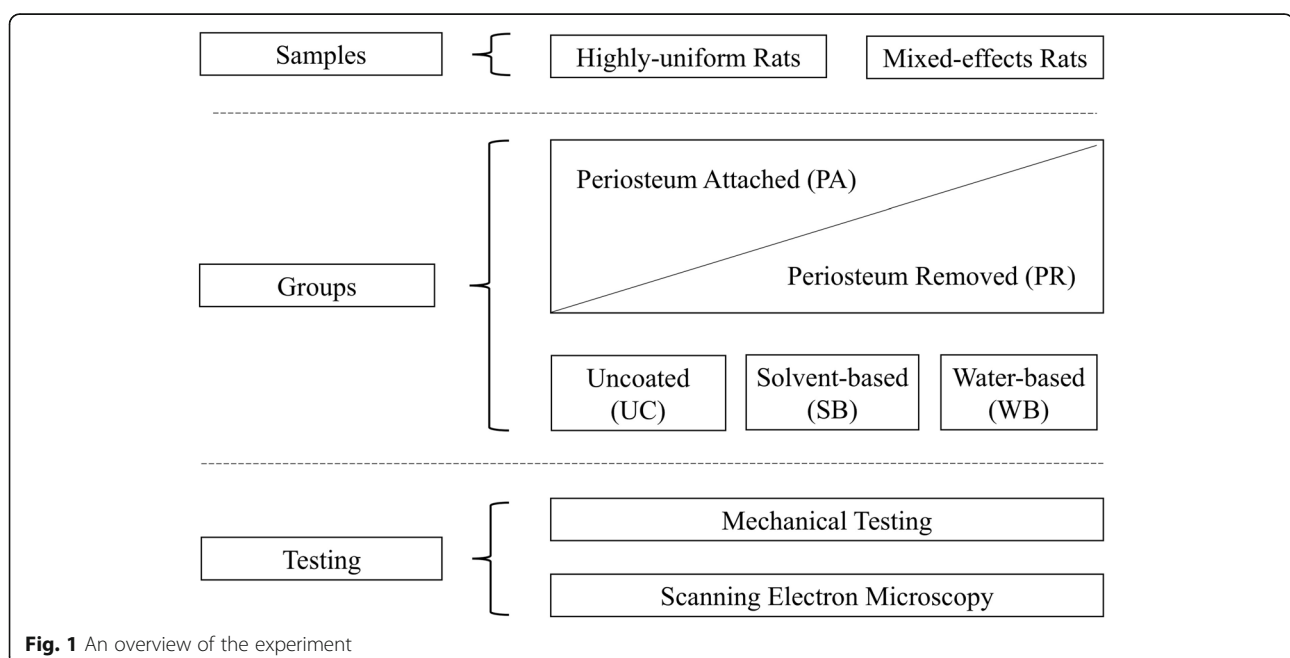 Samples
Highly-uniform Rats
Mixed-effects Rats
Groups
Periosteum Attached (PA)
Periosteum Removed (PR)
Uncoated
(UC)
Solvent-based
(SB)
Water-based
(WB)
Testing
Mechanical Testing
Scanning Electron Microscopy
Fig. 1 An overview of the experiment